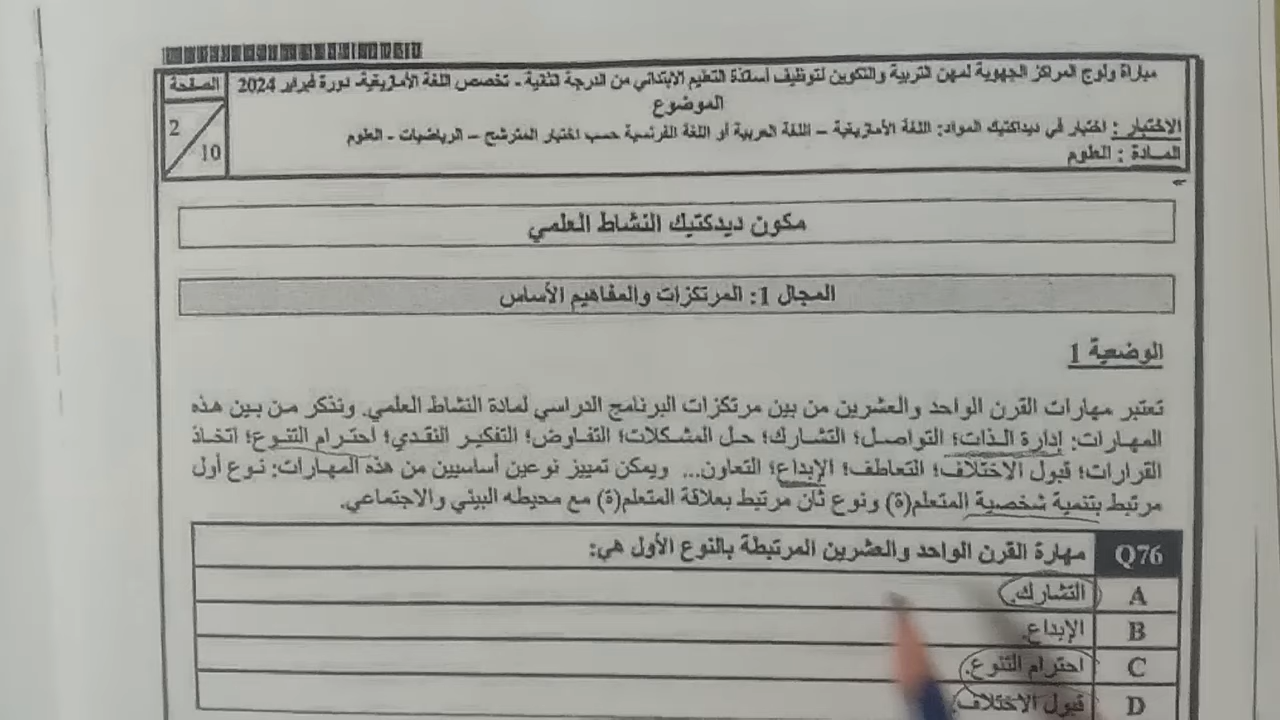 مباراة ولوج المراكز الجهوية لمهن التربية والتكوين لتوظيف أساتذة التعليم الابتدائي من الدرجة الثانية - تخصص اللغة الأمازيغية- دورة فبراير 2024
الصفحة
الموضوع
2
10
الاختبار : اختبار في ديداكتيك المواد: اللغة الأمازيغية – اللغة العربية أو اللغة الفرنسية حسب اختيار المترشح – الرياضيات - العلوم
المادة : العلوم
مكون ديدكتيك النشاط العلمي
المجال 1: المرتكزات والمفاهيم الأساس
الوضعية 1
تعتبر مهارات القرن الواحد والعشرين من بين مرتكزات البرنامج الدراسي لمادة النشاط العلمي. ونذكر من بين هذه
المهارات: إدارة الذات؛ التواصل؛ التشارك؛ حل المشكلات؛ التفاوض؛ التفكير النقدي؛ احترام التنوع؛ اتخاذ
القرارات؛ قبول الاختلاف؛ التعاطف؛ الإبداع؛ التعاون... ويمكن تمييز نوعين أساسيين من هذه المهارات: نوع أول
مرتبط بتنمية شخصية المتعلم(ة) ونوع ثان مرتبط بعلاقة المتعلم(ة) مع محيطه البيئي والاجتماعي.
Q76 مهارة القرن الواحد والعشرين المرتبطة بالنوع الأول هي:
A التشارك.
B الإبداع.
C احترام التنوع.
D قبول الاختلاف.